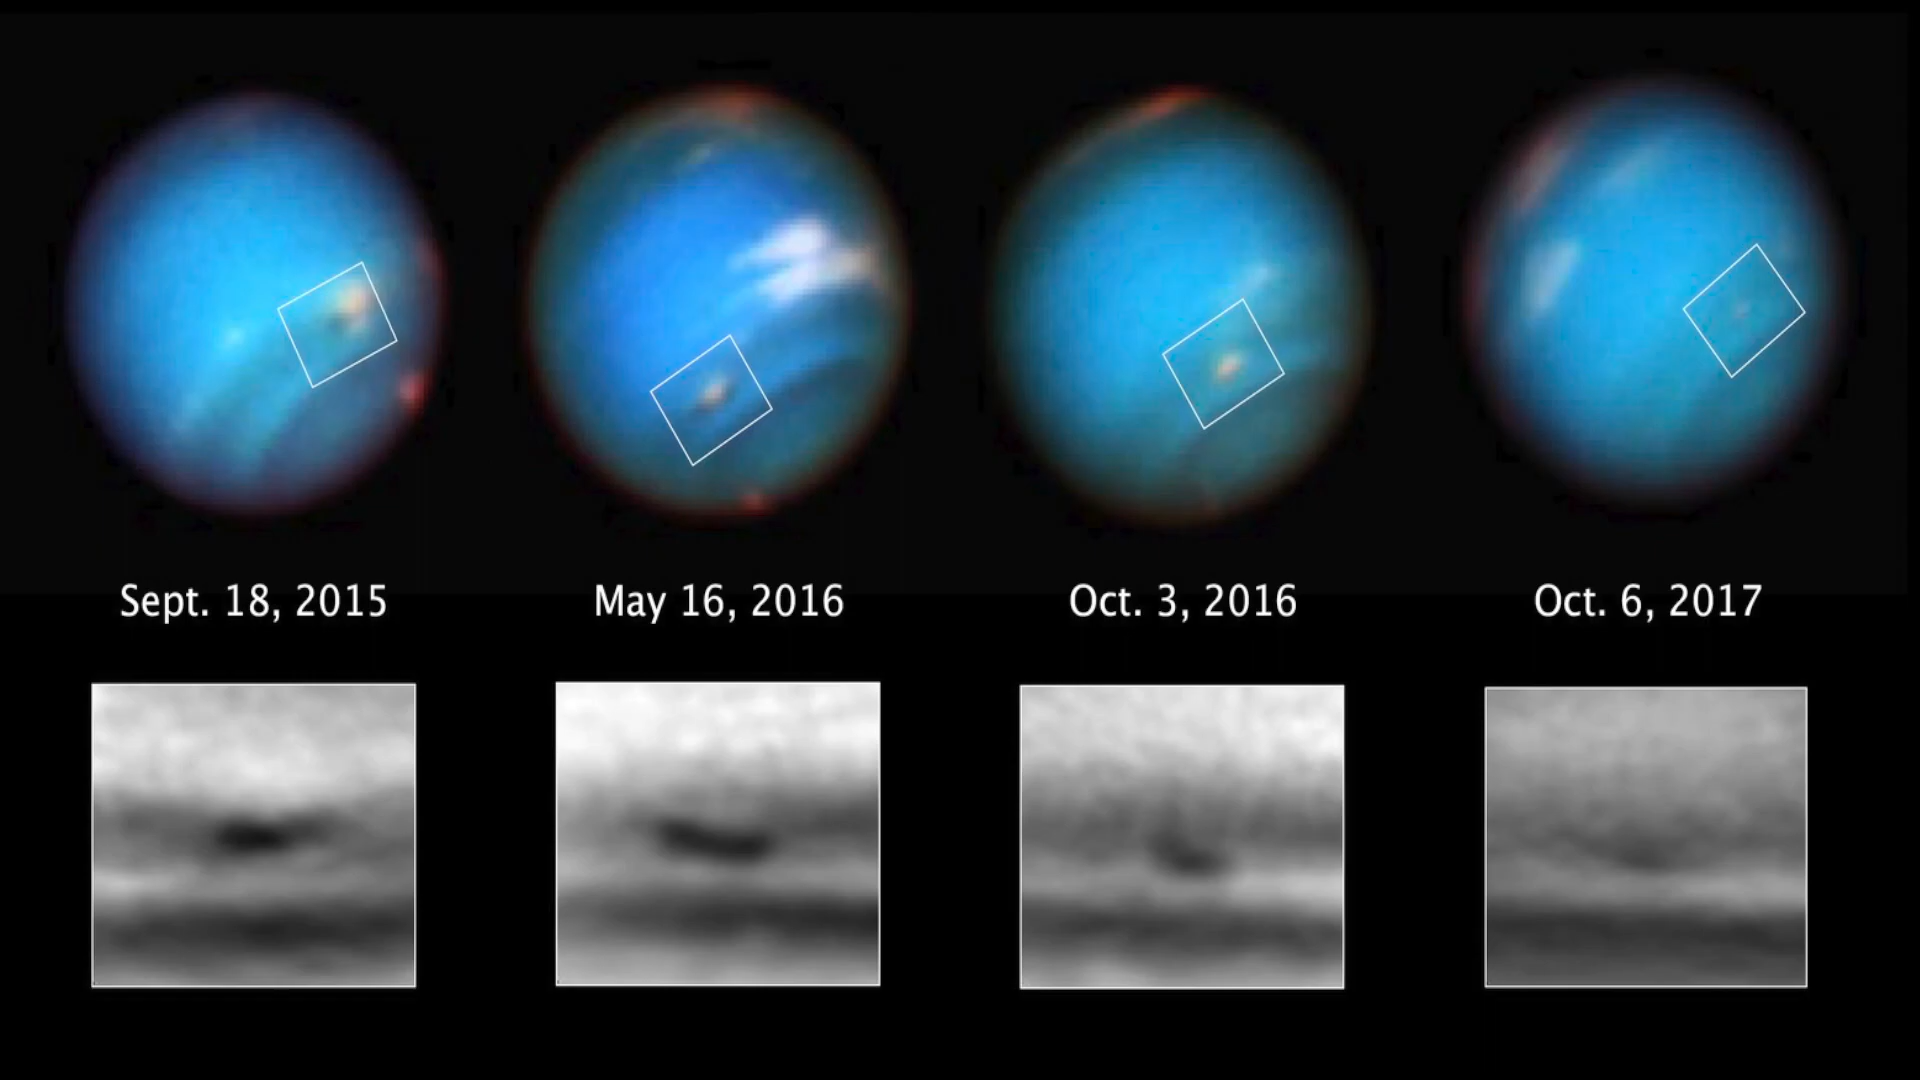 Sept. 18, 2015
May 16, 2016
Oct. 3, 2016
Oct. 6, 2017